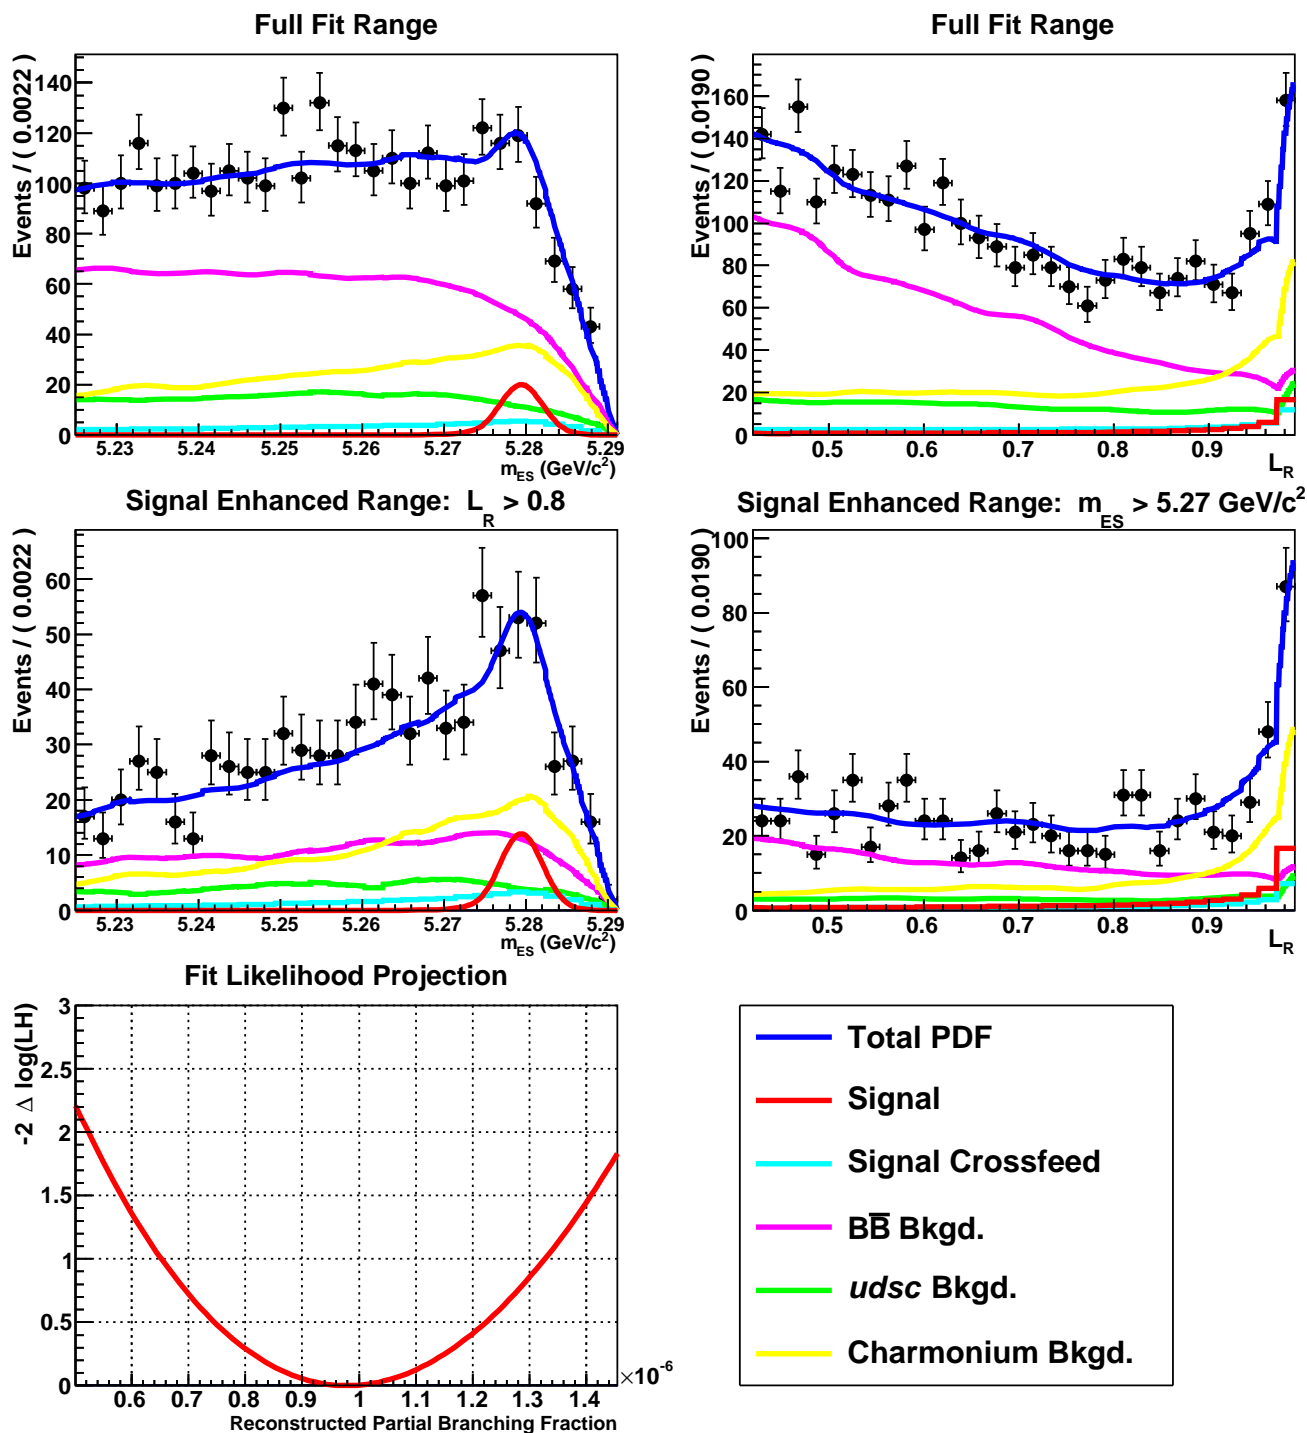 Full Fit Range
Events / ( 0.0022
140
120
100
80
60
40
20
0
5.23 5.24 5.25 5.26 5.27 5.28 5.29
m_ES (GeV/c²)
Full Fit Range
Events / ( 0.0190
160
140
120
100
80
60
40
20
0
0.5 0.6 0.7 0.8 0.9
L_R
Signal Enhanced Range: L_R > 0.8
Events / ( 0.0022
60
50
40
30
20
10
0
5.23 5.24 5.25 5.26 5.27 5.28 5.29
m_ES (GeV/c²)
Signal Enhanced Range: m_ES > 5.27 GeV/c²
Events / ( 0.0190
100
80
60
40
20
0
0.5 0.6 0.7 0.8 0.9
L_R
Fit Likelihood Projection
-2 Δ log(LH)
3
2.5
2
1.5
1
0.5
0
0.6 0.7 0.8 0.9 1 1.1 1.2 1.3 1.4
×10⁻⁶
Reconstructed Partial Branching Fraction
Total PDF
Signal
Signal Crossfeed
BB̅ Bkgd.
udsc Bkgd.
Charmonium Bkgd.